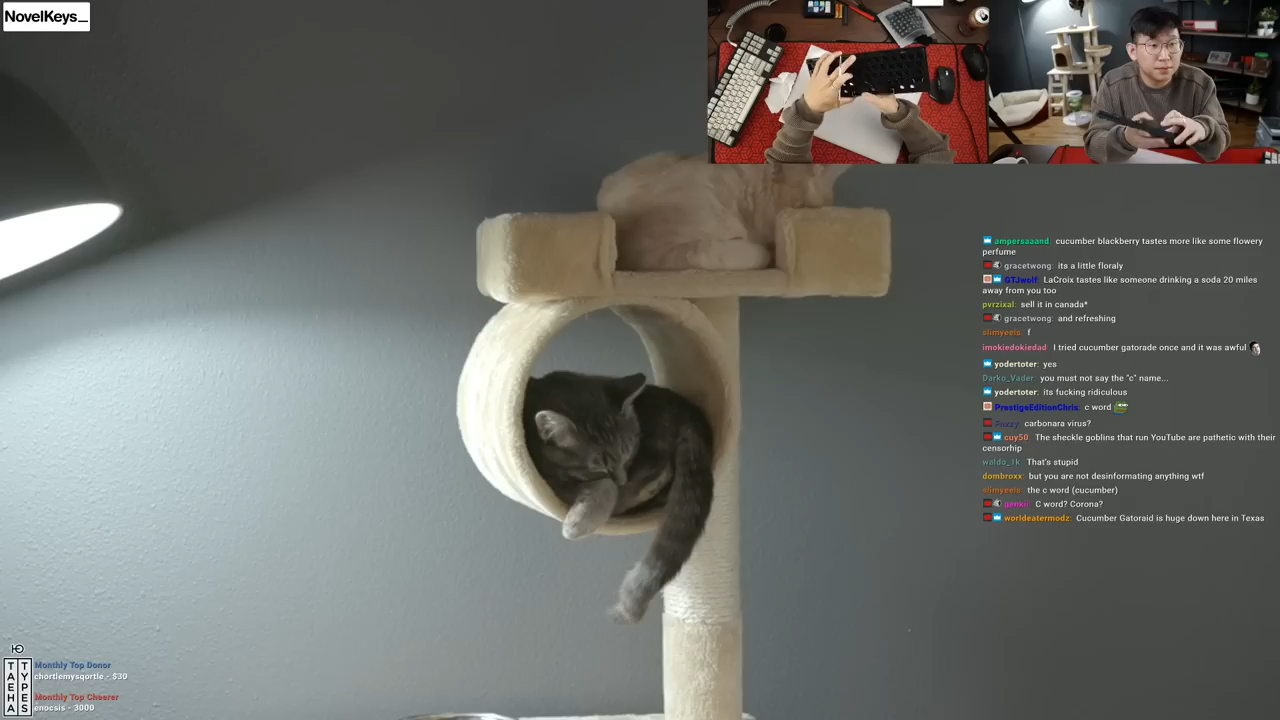 NovelKeys_
ampersaaand: cucumber blackberry tastes more like some flowery
perfume
gracetwong: its a little floraly
GTJwolf: LaCroix tastes like someone drinking a soda 20 miles
away from you too
pvrzixal: sell it in canada*
gracetwong: and refreshing
slimyeels: f
imokiedokiedad: I tried cucumber gatorade once and it was awful
yodertoter: yes
Darko_Vader: you must not say the "c" name...
yodertoter: its fucking ridiculous
PrestigeEditionChris: c word
carbonara virus?
cuy50: The sheckle goblins that run YouTube are pathetic with their
censorhip
waldo_1k: That's stupid
dombroxx: but you are not desinformating anything wtf
slimyeels: the c word (cucumber)
C word? Corona?
worldeatermodz: Cucumber Gatoraid is huge down here in Texas
TAEHA
TYPES
Monthly Top Donor
chortlemysqortle - $30
Monthly Top Cheerer
enocsis - 3000